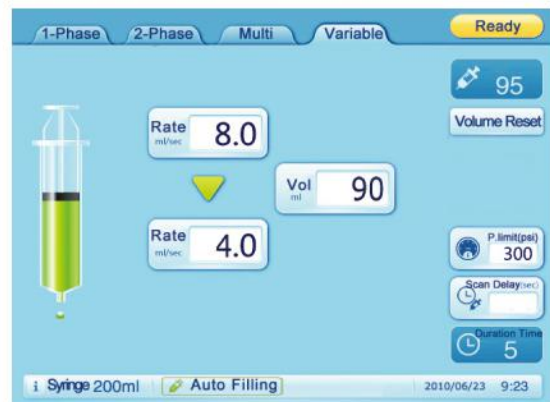 1-Phase 2-Phase Multi Variable Ready
95
Volume Reset
Rate
ml/sec
8.0
Vol
ml
90
Rate
ml/sec
4.0
P.limit(psi)
300
Scan Delay(sec)
Duration Time
5
i Syringe 200ml Auto Filling 2010/06/23 9:23